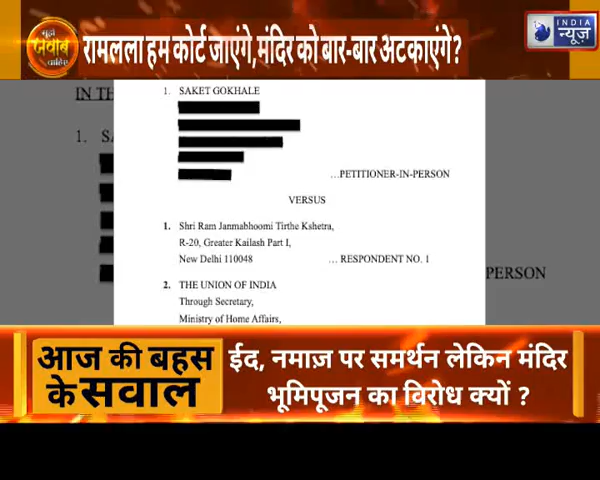 मुझे जवाब चाहिए
रामलला हम कोर्ट जाएंगे,मंदिर को बार-बार अटकाएंगे?
INDIA
न्यूज़
IN TH
1. SA
1. SAKET GOKHALE
...PETITIONER-IN-PERSON
PERSON
VERSUS
1. Shri Ram Janmabhoomi Tirthe Kshetra,
R-20, Greater Kailash Part I,
New Delhi 110048 ... RESPONDENT NO. 1
2. THE UNION OF INDIA
Through Secretary,
Ministry of Home Affairs,
आज की बहस
के सवाल
ईद, नमाज़ पर समर्थन लेकिन मंदिर
भूमिपूजन का विरोध क्यों ?